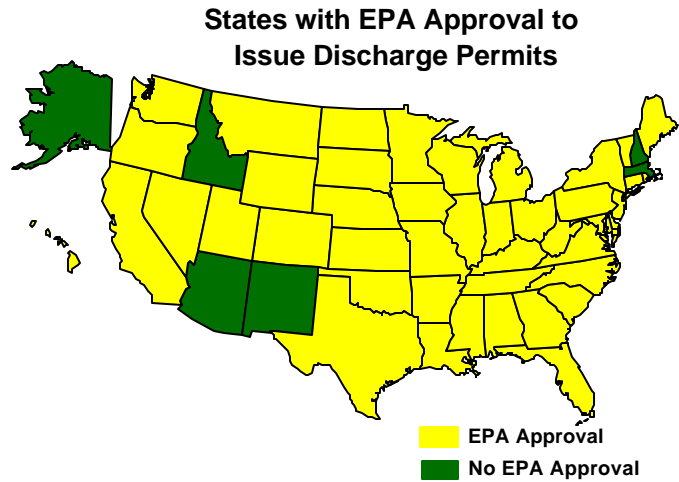 States with EPA Approval to
Issue Discharge Permits
EPA Approval
No EPA Approval